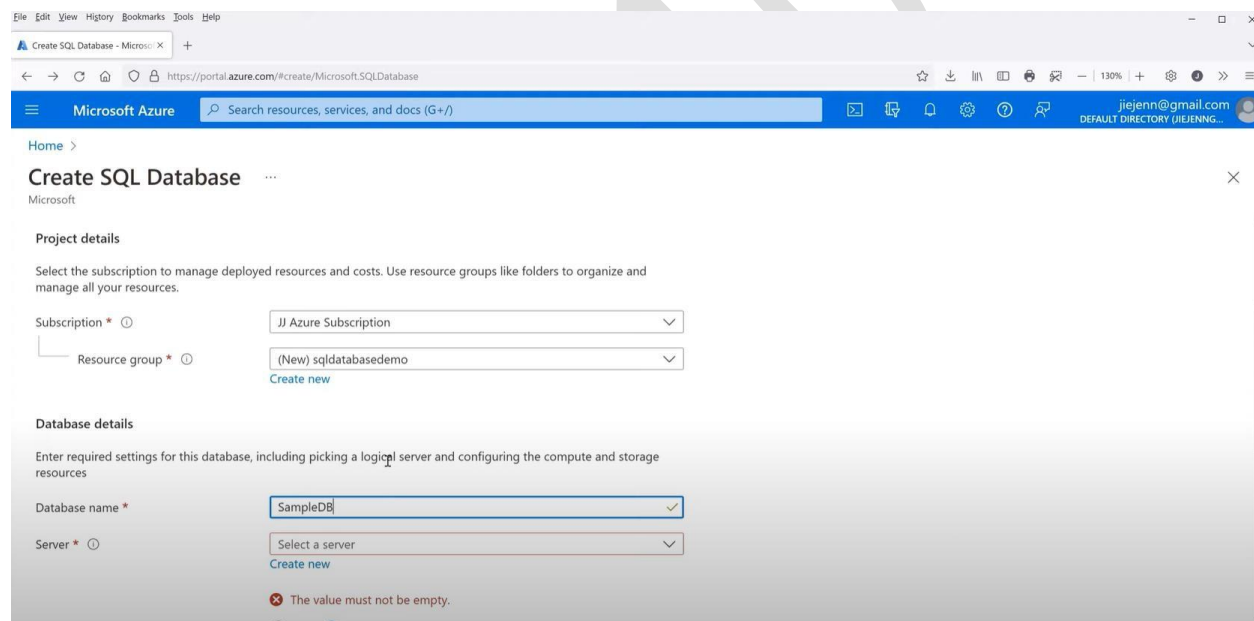 File Edit View History Bookmarks Tools Help
Create SQL Database - Microso
https://portal.azure.com/#create/Microsoft.SQLDatabase
130%
Microsoft Azure
Search resources, services, and docs (G+/)
jiejenn@gmail.com
DEFAULT DIRECTORY (JIEJENNG...
Home >
Create SQL Database ...
Microsoft
Project details
Select the subscription to manage deployed resources and costs. Use resource groups like folders to organize and
manage all your resources.
Subscription *
JJ Azure Subscription
Resource group *
(New) sqldatabasedemo
Create new
Database details
Enter required settings for this database, including picking a logical server and configuring the compute and storage
resources
Database name *
SampleDB
Server *
Select a server
Create new
The value must not be empty.